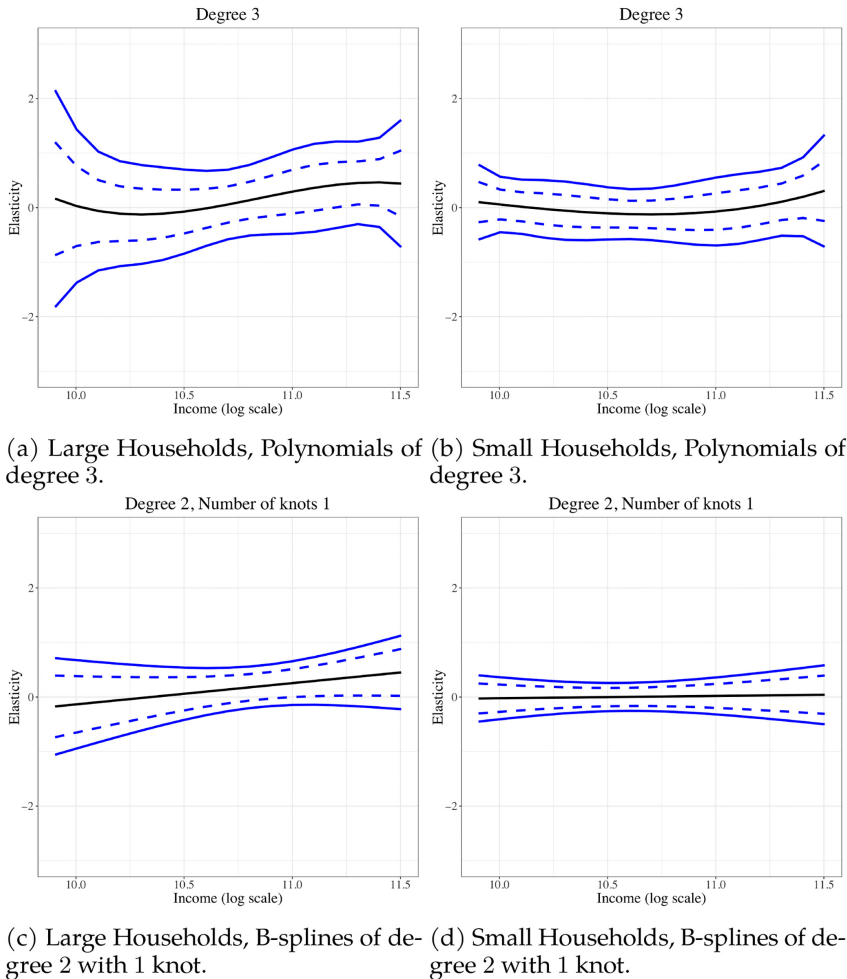 Degree 3
Elasticity
2
0
−2
10.0 10.5 11.0 11.5
Income (log scale)
Degree 3
Elasticity
2
0
−2
10.0 10.5 11.0 11.5
Income (log scale)
(a) Large Households, Polynomials of
degree 3.
(b) Small Households, Polynomials of
degree 3.
Degree 2, Number of knots 1
Elasticity
2
0
−2
10.0 10.5 11.0 11.5
Income (log scale)
Degree 2, Number of knots 1
Elasticity
2
0
−2
10.0 10.5 11.0 11.5
Income (log scale)
(c) Large Households, B-splines of de-
gree 2 with 1 knot.
(d) Small Households, B-splines of de-
gree 2 with 1 knot.